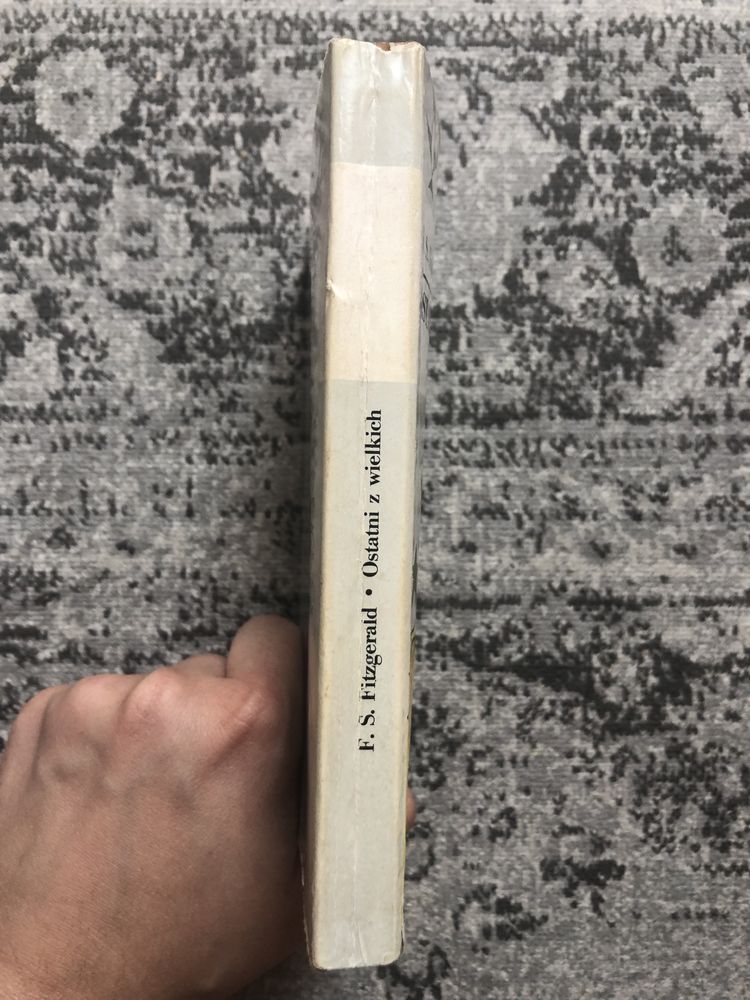 F. S. Fitzgerald • Ostatni z wielkich